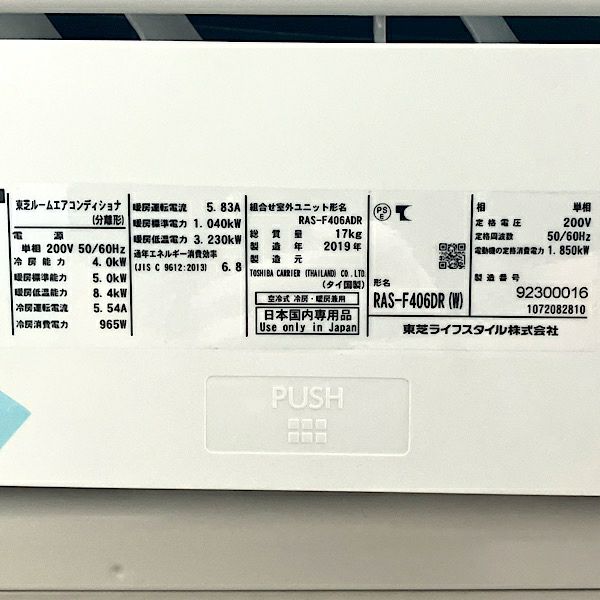 東芝ルームエアコンディショナ
(分離形)
電源
単相 200V 50/60Hz
冷房能力 4.0kW
暖房標準能力 5.0kW
暖房低温能力 8.4kW
冷房運転電流 5.54A
冷房消費電力 965W
暖房運転電流 5.83A
暖房標準電力 1.040kW
暖房低温電力 3.230kW
通年エネルギー消費効率
(JIS C 9612:2013) 6.8
組合せ室外ユニット形名
RAS-F406ADR
総質量 17kg
製造年 2019年
製造元
TOSHIBA CARRIER (THAILAND) CO.,LTD.
(タイ国製)
空冷式 冷房・暖房兼用
日本国内専用品
Use only in Japan
PSE
形名
RAS-F406DR(W)
相 単相
定格電圧 200V
定格周波数 50/60Hz
電動機の定格消費電力 1.850kW
製造番号
92300016
1072082810
東芝ライフスタイル株式会社
PUSH